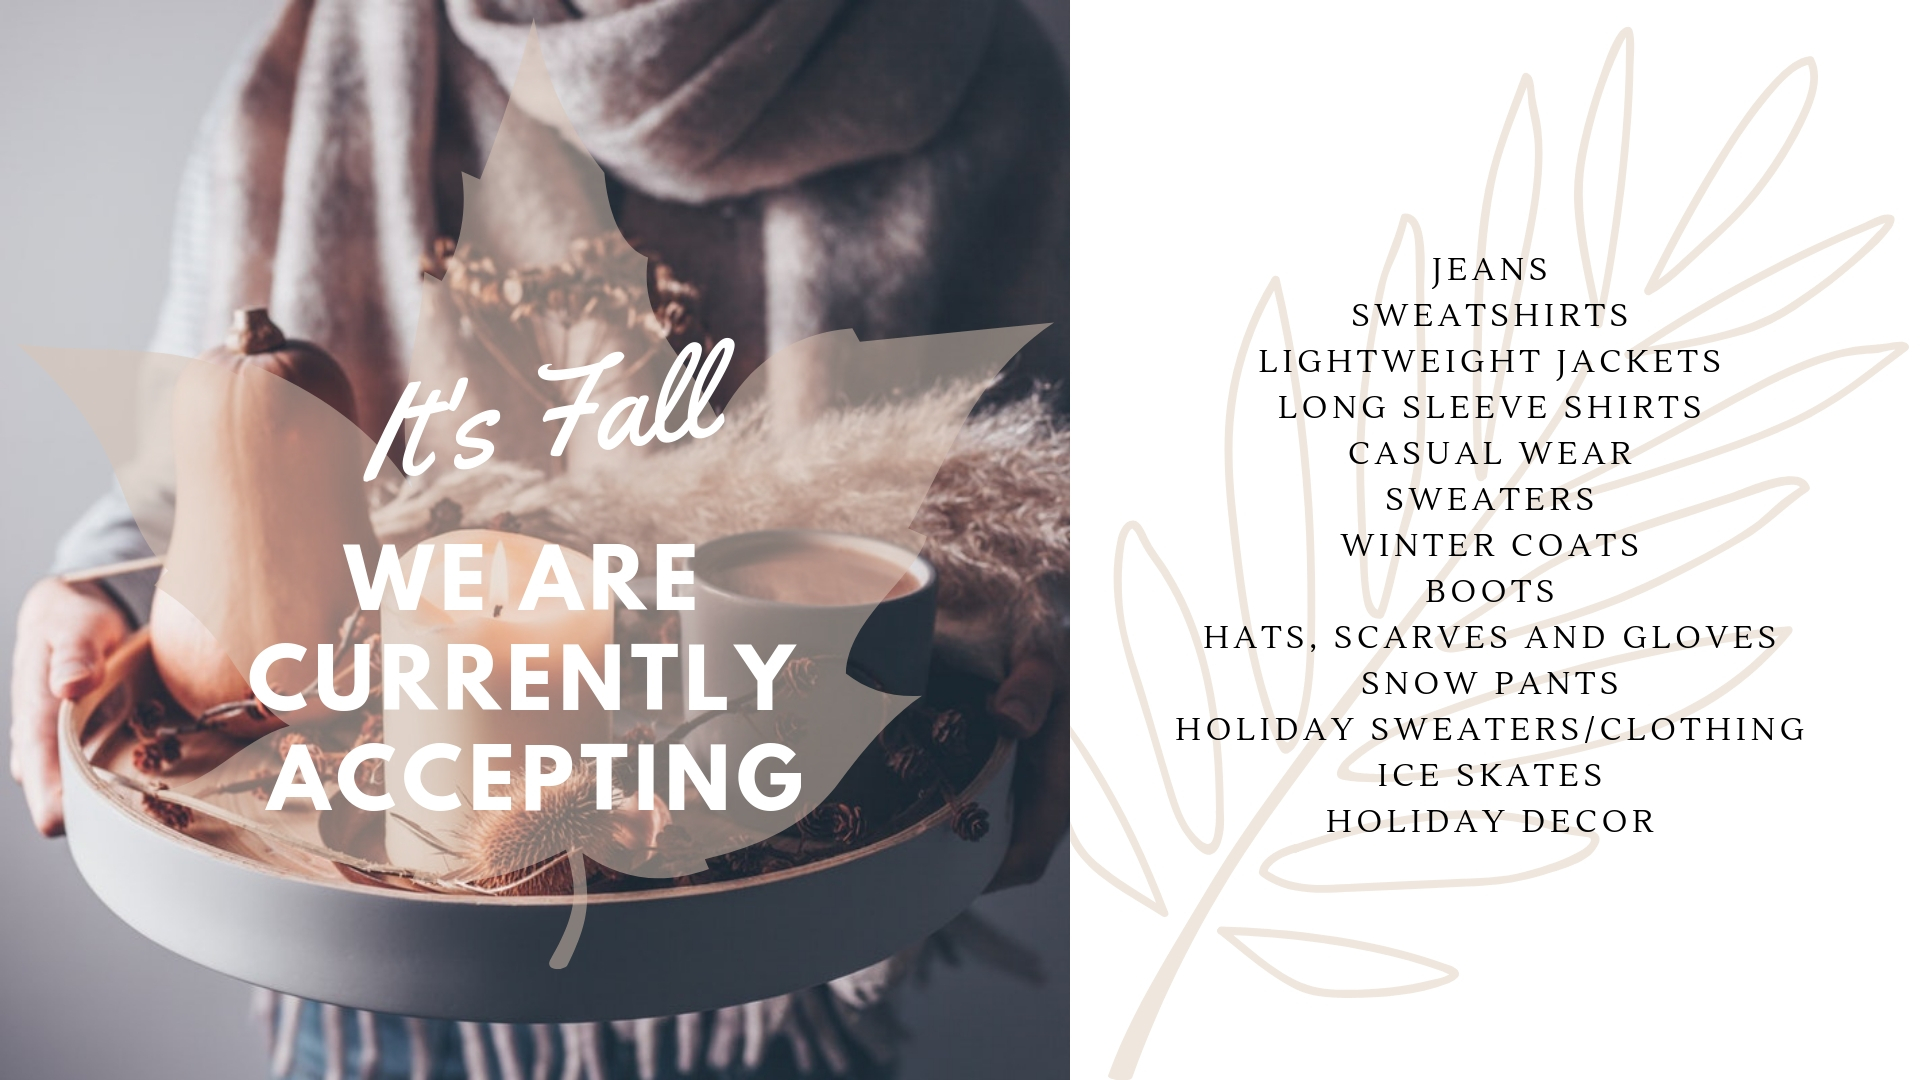 It's Fall
WE ARE
CURRENTLY
ACCEPTING
JEANS
SWEATSHIRTS
LIGHTWEIGHT JACKETS
LONG SLEEVE SHIRTS
CASUAL WEAR
SWEATERS
WINTER COATS
BOOTS
HATS, SCARVES AND GLOVES
SNOW PANTS
HOLIDAY SWEATERS/CLOTHING
ICE SKATES
HOLIDAY DECOR